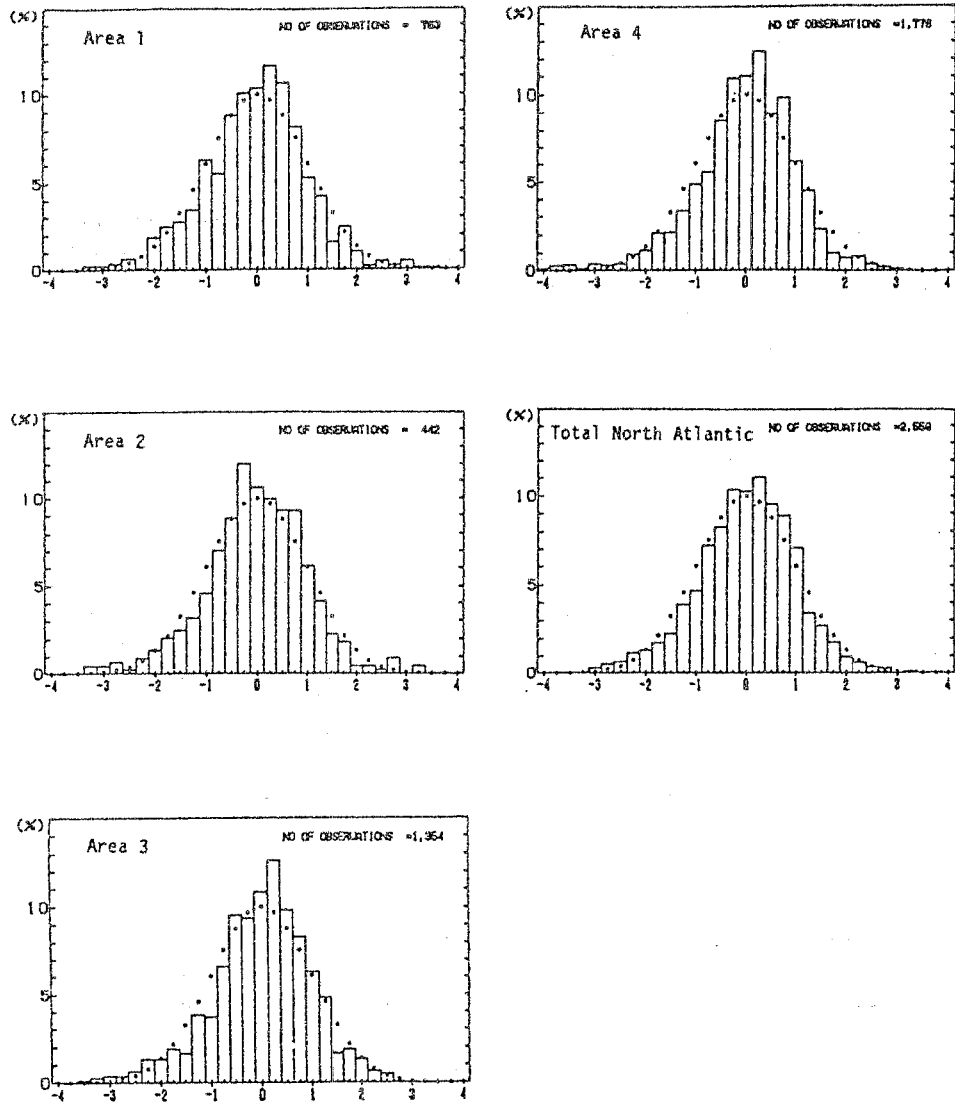 (%)
Area 1
NO OF OBSERVATIONS = 763
10
5
0
-4 -3 -2 -1 0 1 2 3 4
(%)
Area 4
NO OF OBSERVATIONS =1,778
10
5
0
-4 -3 -2 -1 0 1 2 3 4
(%)
Area 2
NO OF OBSERVATIONS = 442
10
5
0
-4 -3 -2 -1 0 1 2 3 4
(%)
Total North Atlantic
NO OF OBSERVATIONS
10
5
0
-4 -3 -2 -1 0 1 2 3 4
(%)
Area 3
NO OF OBSERVATIONS =1,354
10
5
0
-4 -3 -2 -1 0 1 2 3 4